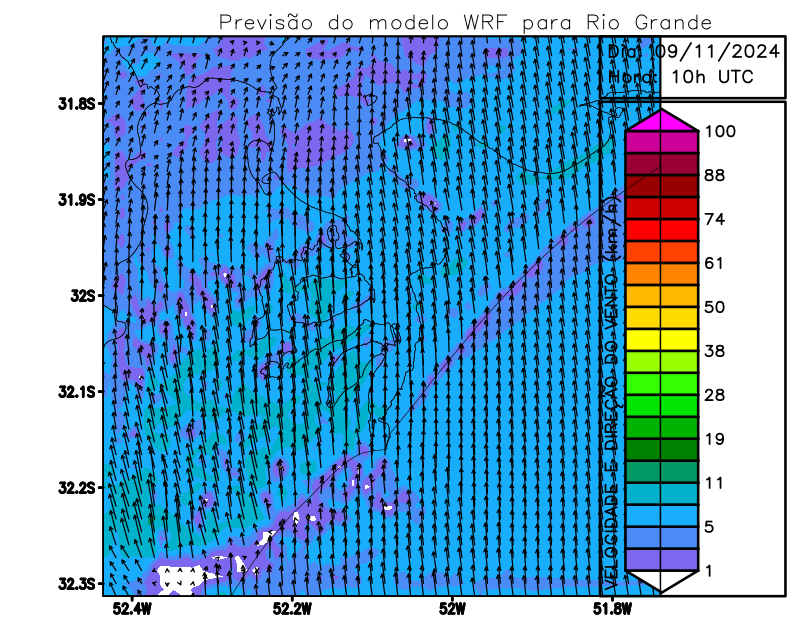 Previsão do modelo WRF para Rio Grande
Dia: 09/11/2024
Hora: 10h UTC
31.8S
31.9S
32S
32.1S
32.2S
32.3S
52.4W
52.2W
52W
51.8W
VELOCIDADE E DIREÇÃO DO VENTO (km/h)
100
88
74
61
50
38
28
19
11
5
1